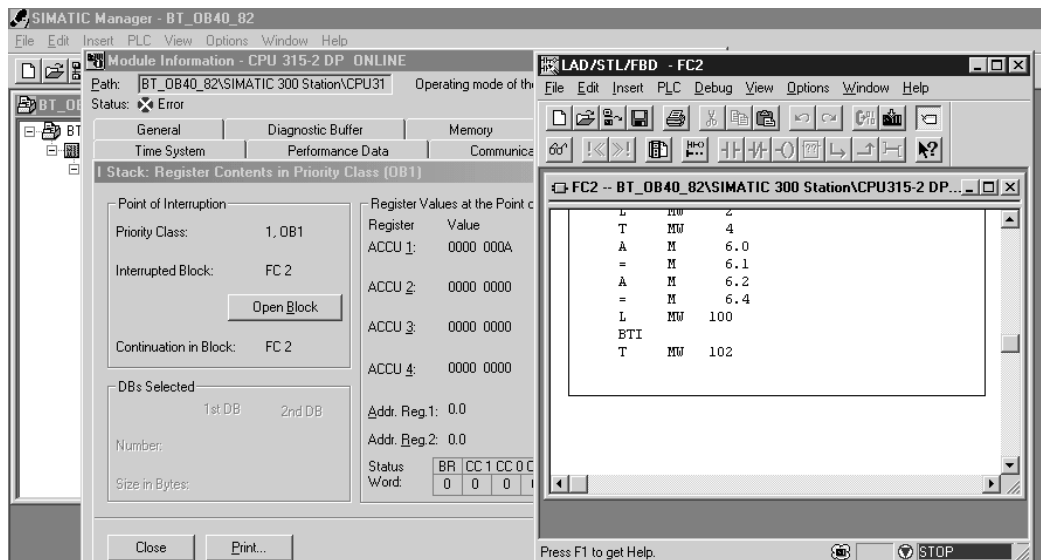 SIMATIC Manager - BT_OB40_82
File Edit Insert PLC View Options Window Help
Module Information - CPU 315-2 DP ONLINE
Path: BT_OB40_82\SIMATIC 300 Station\CPU31 Operating mode of the
Status: Error
General Diagnostic Buffer Memory
Time System Performance Data Communica
I Stack: Register Contents in Priority Class (OB1)
Point of Interruption
Priority Class: 1, OB1
Interrupted Block: FC 2
Open Block
Continuation in Block: FC 2
DBs Selected
1st DB 2nd DB
Number:
Size in Bytes:
Register Values at the Point o
Register Value
ACCU 1: 0000 000A
ACCU 2: 0000 0000
ACCU 3: 0000 0000
ACCU 4: 0000 0000
Addr. Reg.1: 0.0
Addr. Reg.2: 0.0
Status Word:
BR CC 1 CC 0
0 0 0
Close Print...
LAD/STL/FBD - FC2
File Edit Insert PLC Debug View Options Window Help
FC2 -- BT_OB40_82\SIMATIC 300 Station\CPU315-2 DP...
L MW 2
T MW 4
A M 6.0
= M 6.1
A M 6.2
= M 6.4
L MW 100
BTI
T MW 102
Press F1 to get Help.
STOP